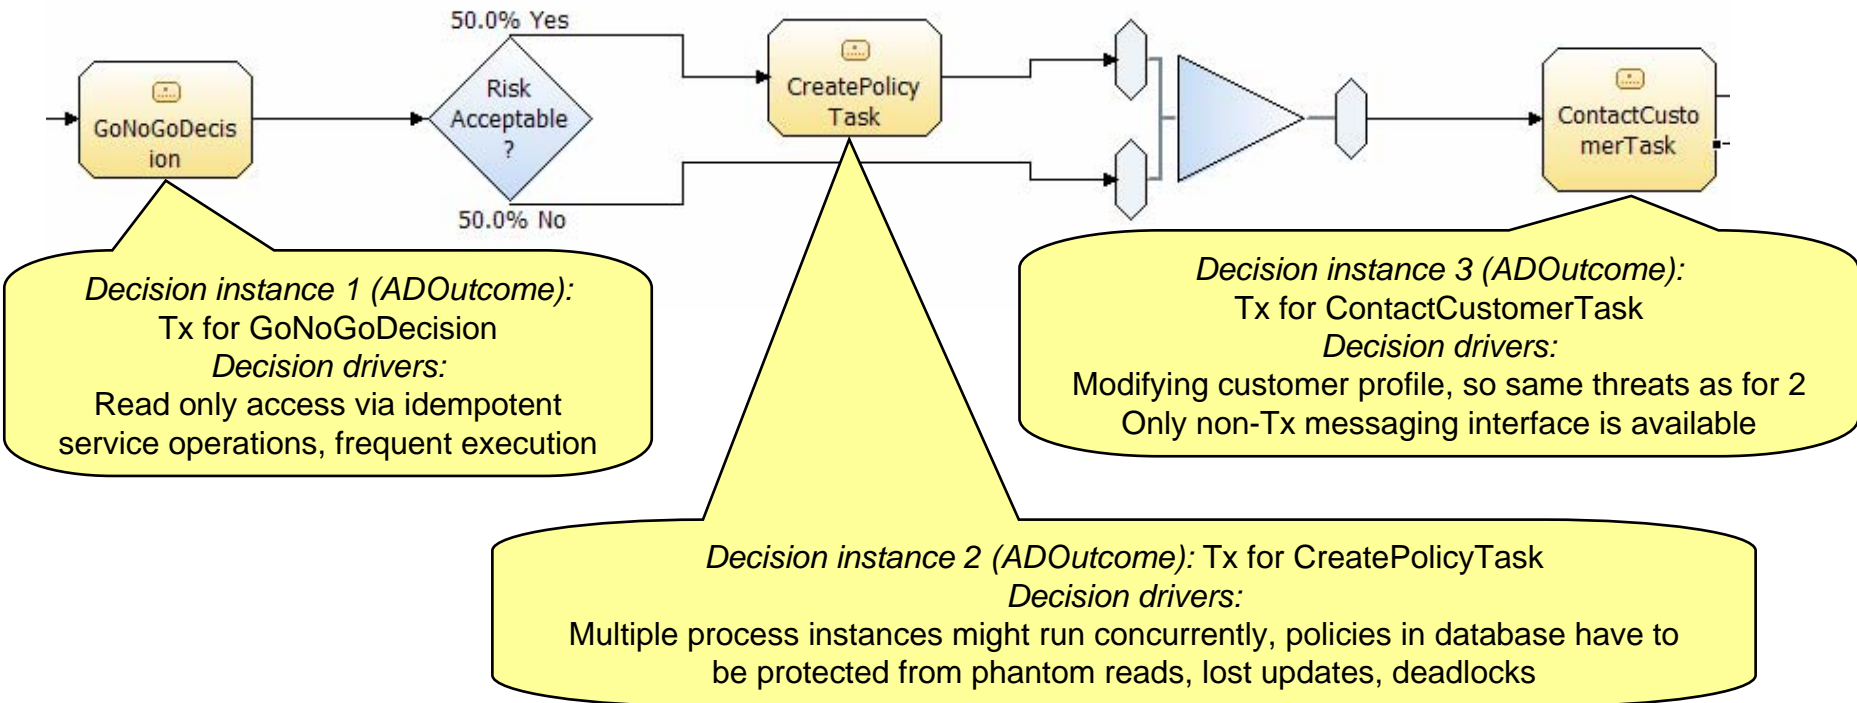 50.0% Yes
GoNoGoDecis
ion
Risk
Acceptable
?
50.0% No
CreatePolicy
Task
ContactCusto
merTask
Decision instance 1 (ADOutcome):
Tx for GoNoGoDecision
Decision drivers:
Read only access via idempotent
service operations, frequent execution
Decision instance 3 (ADOutcome):
Tx for ContactCustomerTask
Decision drivers:
Modifying customer profile, so same threats as for 2
Only non-Tx messaging interface is available
Decision instance 2 (ADOutcome): Tx for CreatePolicyTask
Decision drivers:
Multiple process instances might run concurrently, policies in database have to
be protected from phantom reads, lost updates, deadlocks